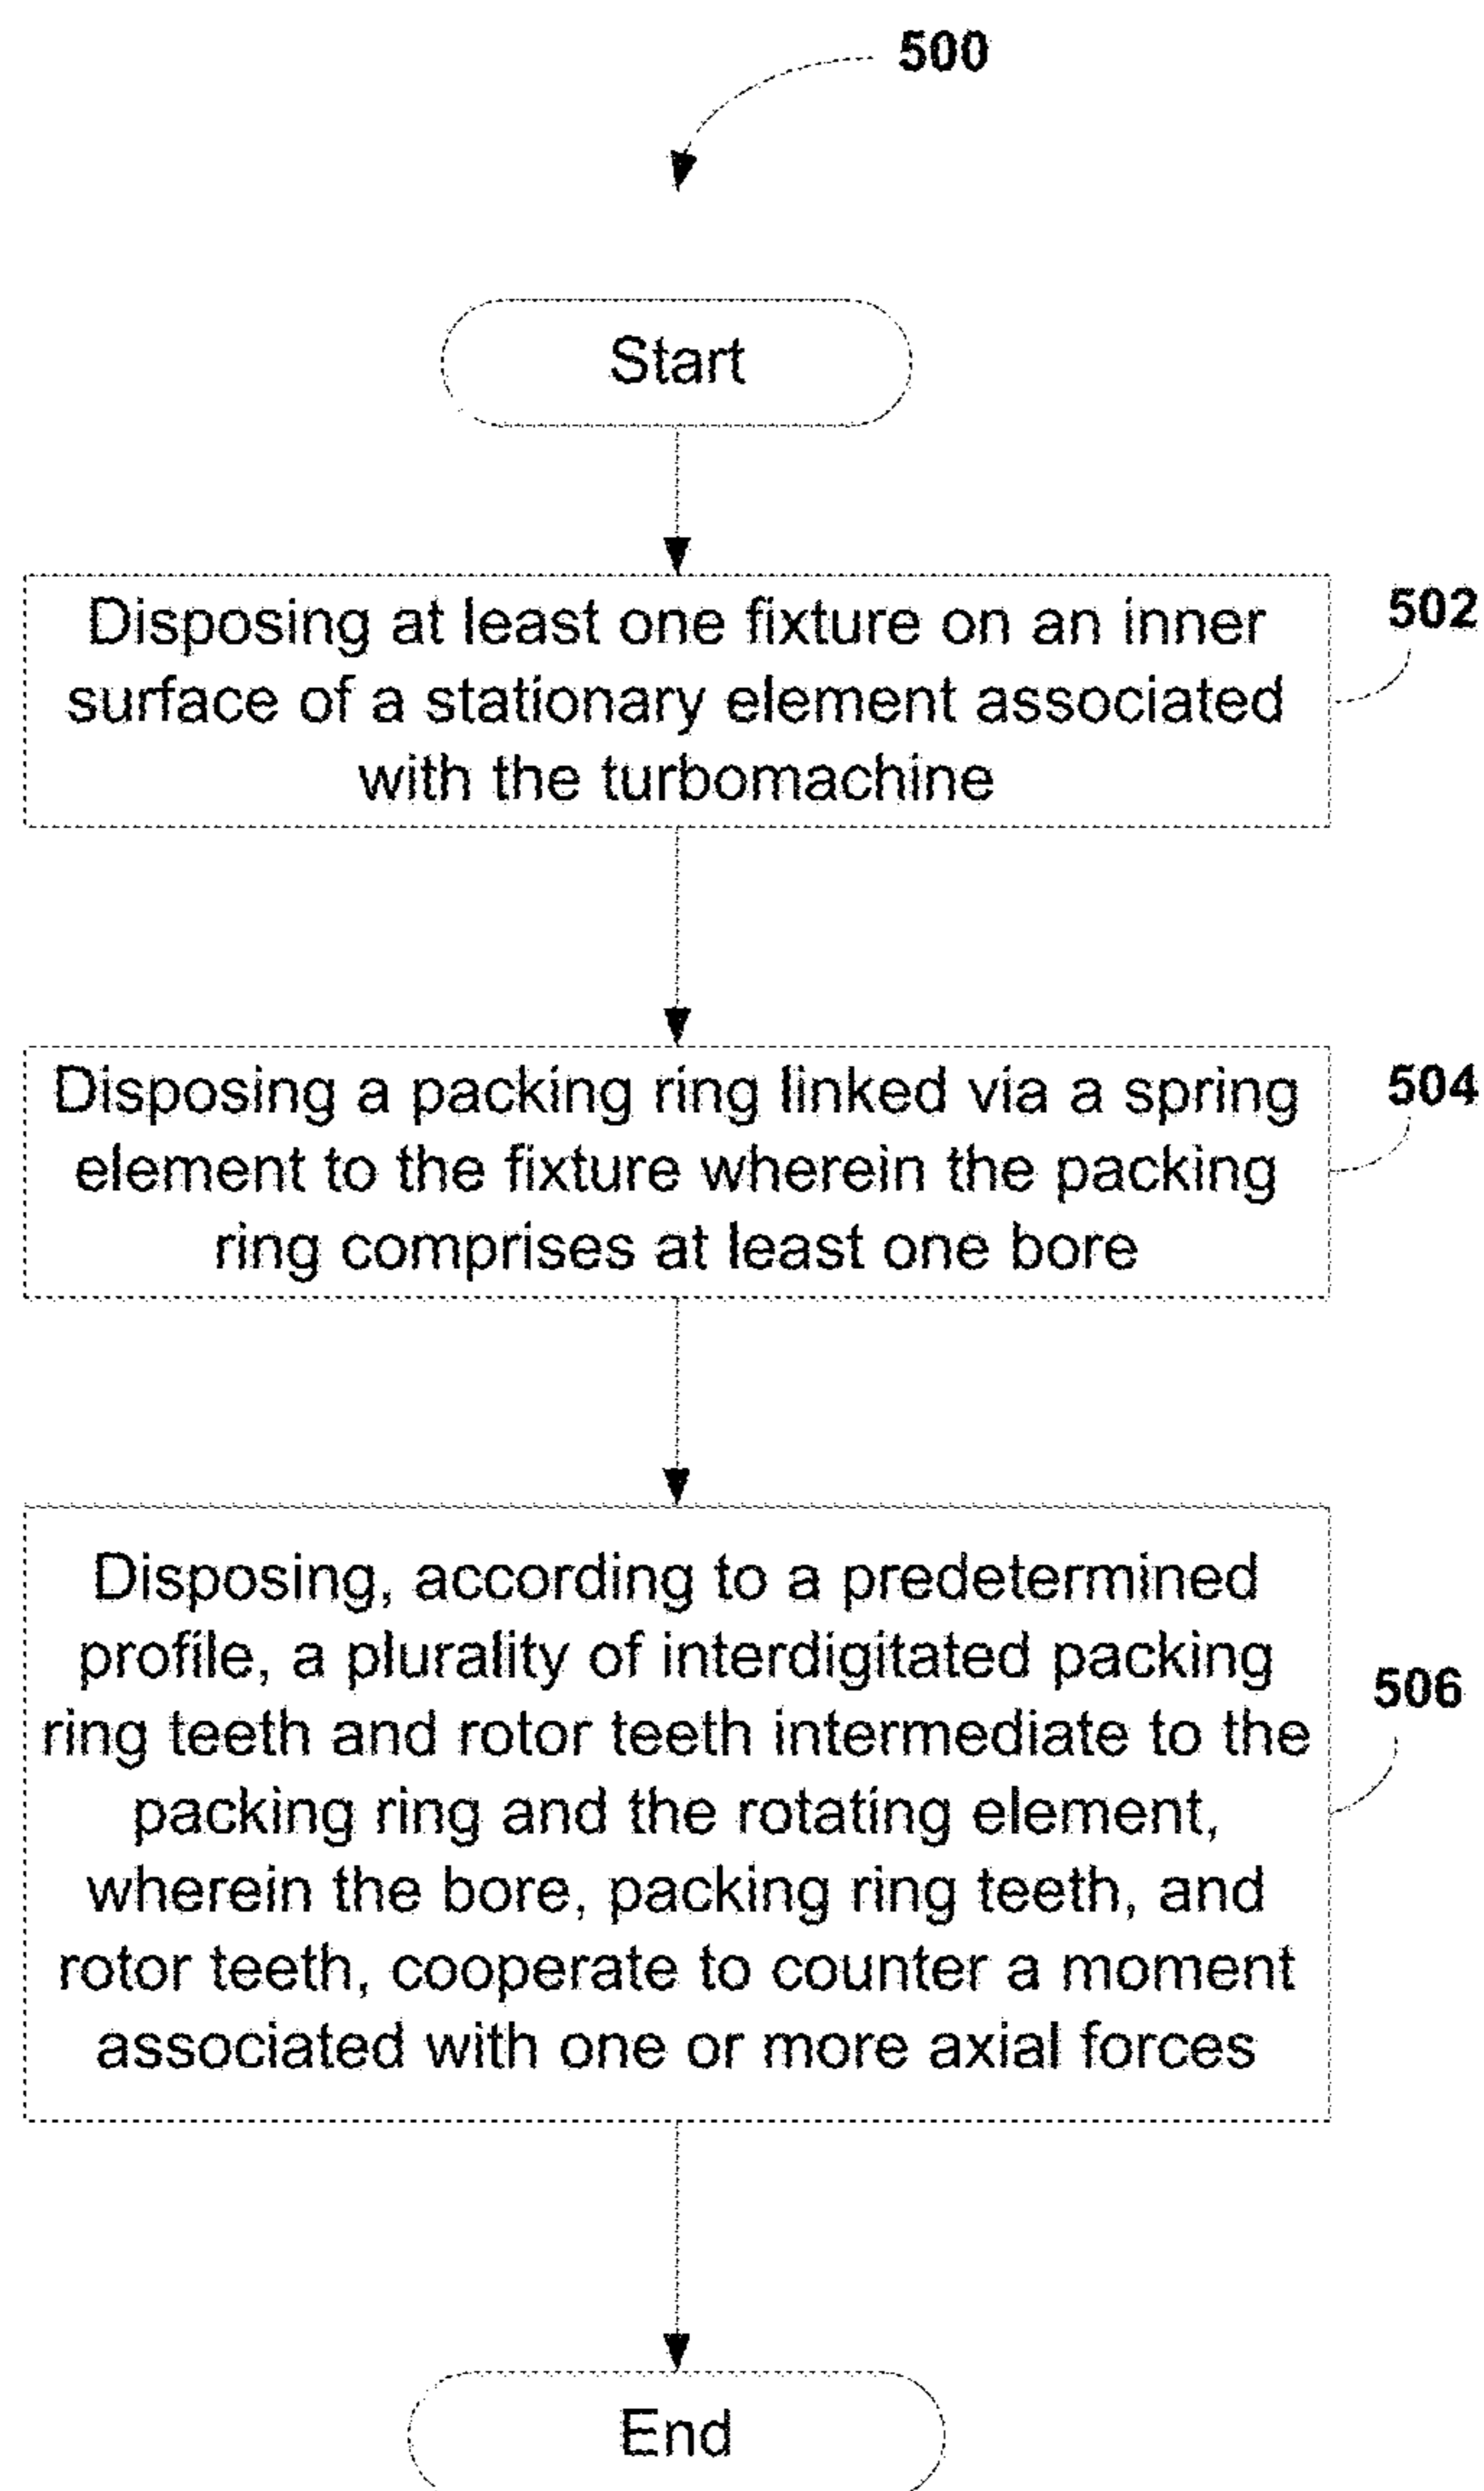 500
Start
Disposing at least one fixture on an inner
surface of a stationary element associated
with the turbomachine
502
Disposing a packing ring linked via a spring
element to the fixture wherein the packing
ring comprises at least one bore
504
Disposing, according to a predetermined
profile, a plurality of interdigitated packing
ring teeth and rotor teeth intermediate to the
packing ring and the rotating element,
wherein the bore, packing ring teeth, and
rotor teeth, cooperate to counter a moment
associated with one or more axial forces
506
End